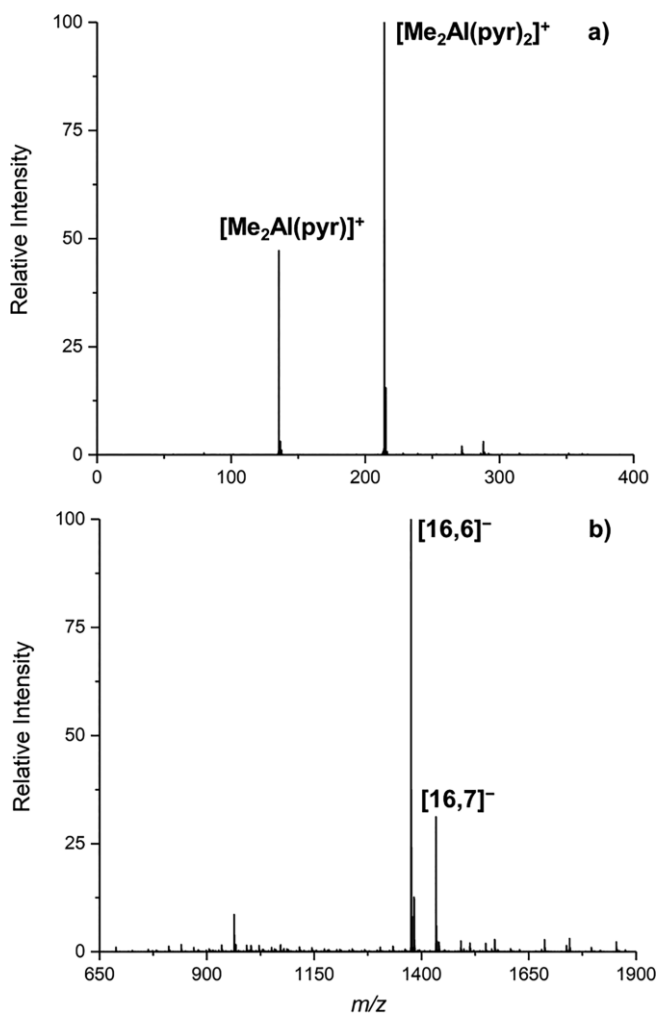 100
[Me₂Al(pyr)₂]⁺ a)
75
[Me₂Al(pyr)]⁺
50
25
0
0 100 200 300 400
Relative Intensity
100
[16,6]⁻ b)
75
50
[16,7]⁻
25
0
650 900 1150 1400 1650 1900
Relative Intensity
m/z